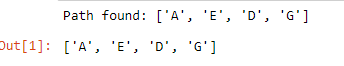 Path found: ['A', 'E', 'D', 'G']
Out[1]: ['A', 'E', 'D', 'G']